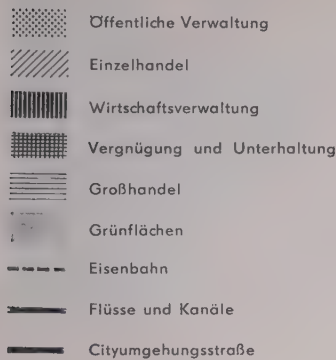 Öffentliche Verwaltung
Einzelhandel
Wirtschaftsverwaltung
Vergnügung und Unterhaltung
Großhandel
Grünflächen
Eisenbahn
Flüsse und Kanäle
Cityumgehungsstraße